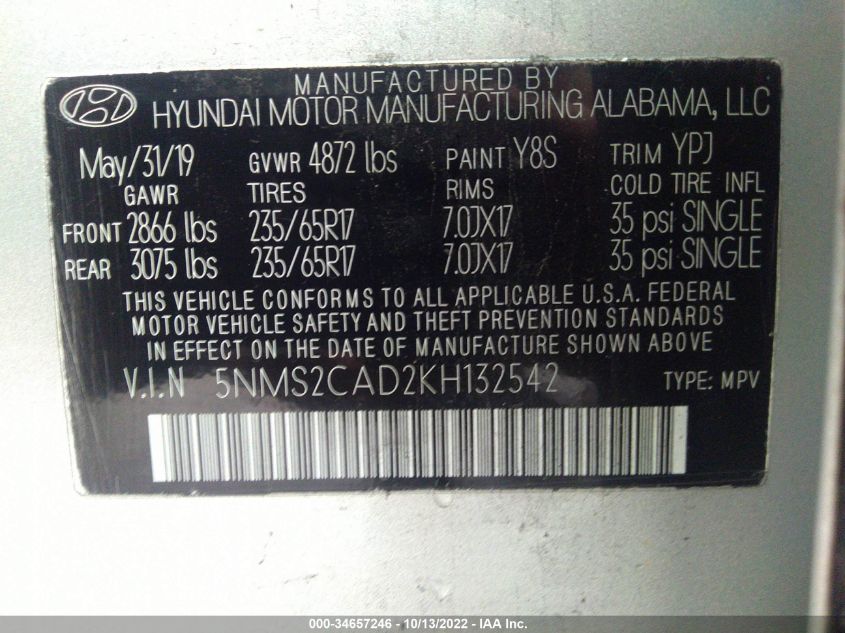 MANUFACTURED BY
HYUNDAI MOTOR MANUFACTURING ALABAMA, LLC
May/31/19 GVWR 4872 lbs PAINT Y8S TRIM YPJ
GAWR TIRES RIMS COLD TIRE INFL
FRONT 2866 lbs 235/65R17 7.0JX17 35 psi SINGLE
REAR 3075 lbs 235/65R17 7.0JX17 35 psi SINGLE
THIS VEHICLE CONFORMS TO ALL APPLICABLE U.S.A. FEDERAL
MOTOR VEHICLE SAFETY AND THEFT PREVENTION STANDARDS
IN EFFECT ON THE DATE OF MANUFACTURE SHOWN ABOVE
V.I.N 5NMS2CAD2KH132542 TYPE: MPV
000-34657246 - 10/13/2022 - IAA Inc.